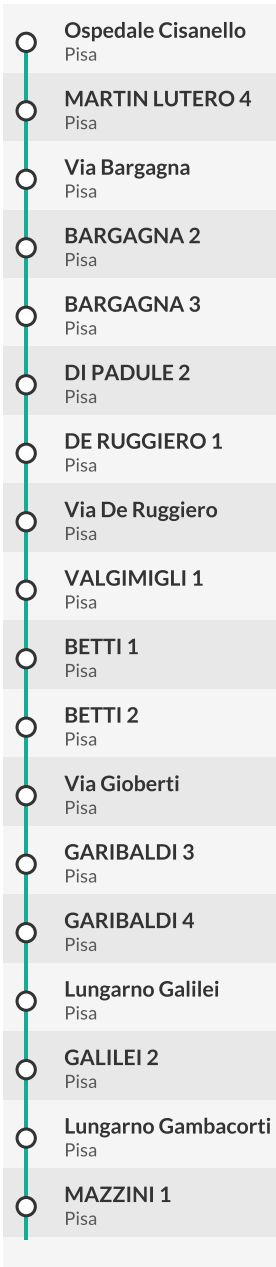 Ospedale Cisanello
Pisa
MARTIN LUTERO 4
Pisa
Via Bargagna
Pisa
BARGAGNA 2
Pisa
BARGAGNA 3
Pisa
DI PADULE 2
Pisa
DE RUGGIERO 1
Pisa
Via De Ruggiero
Pisa
VALGIMIGLI 1
Pisa
BETTI 1
Pisa
BETTI 2
Pisa
Via Gioberti
Pisa
GARIBALDI 3
Pisa
GARIBALDI 4
Pisa
Lungarno Galilei
Pisa
GALILEI 2
Pisa
Lungarno Gambacorti
Pisa
MAZZINI 1
Pisa